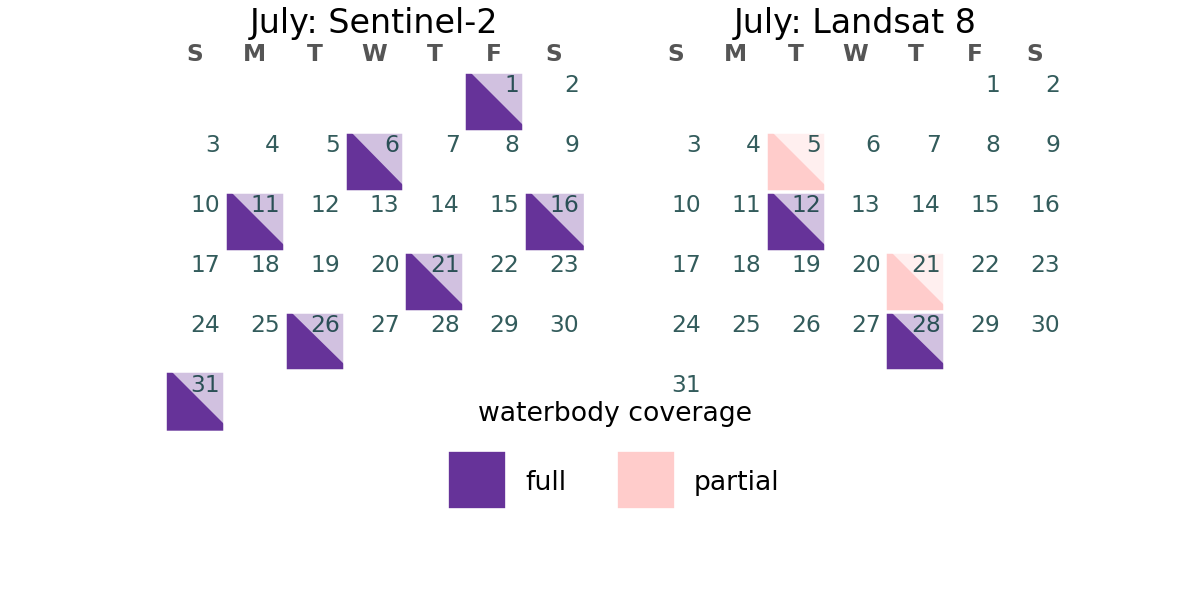 July: Sentinel-2
S M T W T F S
1 2
3 4 5 6 7 8 9
10 11 12 13 14 15 16
17 18 19 20 21 22 23
24 25 26 27 28 29 30
31
July: Landsat 8
S M T W T F S
1 2
3 4 5 6 7 8 9
10 11 12 13 14 15 16
17 18 19 20 21 22 23
24 25 26 27 28 29 30
31
waterbody coverage
full
partial